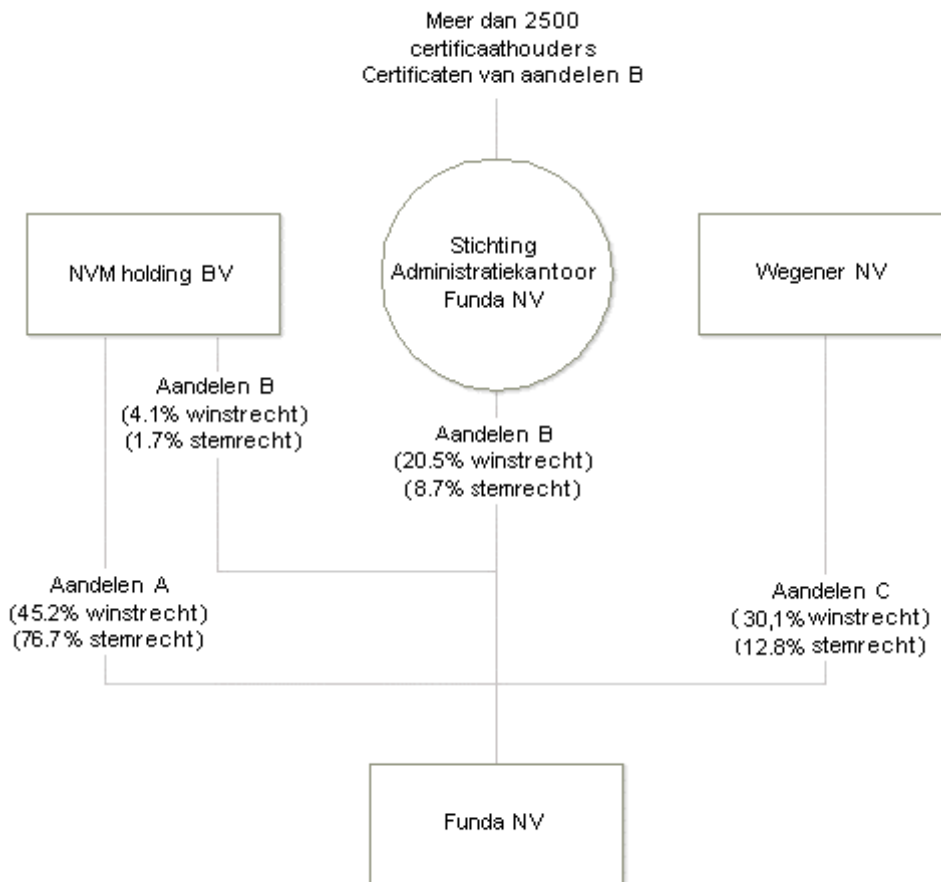 Meer dan 2500
certificaathouders
Certificaten van aandelen B
NVM holding BV
Stichting
Administratiekantoor
Funda NV
Wegener NV
Aandelen B
(4.1% winstrecht)
(1.7% stemrecht)
Aandelen B
(20.5% winstrecht)
(8.7% stemrecht)
Aandelen A
(45.2% winstrecht)
(76.7% stemrecht)
Aandelen C
(30,1% winstrecht)
(12.8% stemrecht)
Funda NV